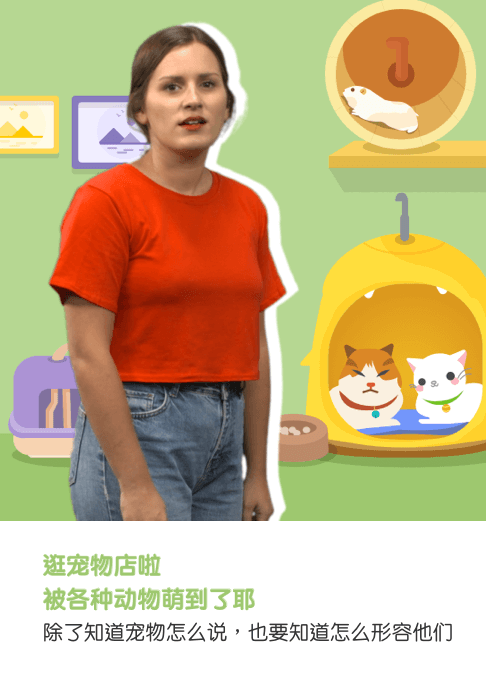 逛宠物店啦
被各种动物萌到了耶
除了知道宠物怎么说，也要知道怎么形容他们